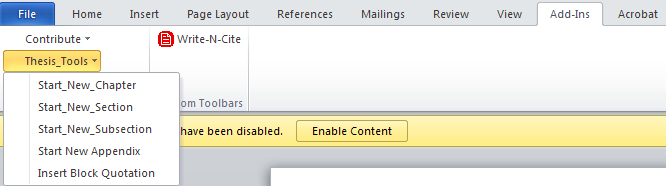 File Home Insert Page Layout References Mailings Review View Add-Ins Acrobat
Contribute Write-N-Cite
Thesis_Tools
Start_New_Chapter
Start_New_Section om Toolbars
Start_New_Subsection have been disabled. Enable Content
Start New Appendix
Insert Block Quotation